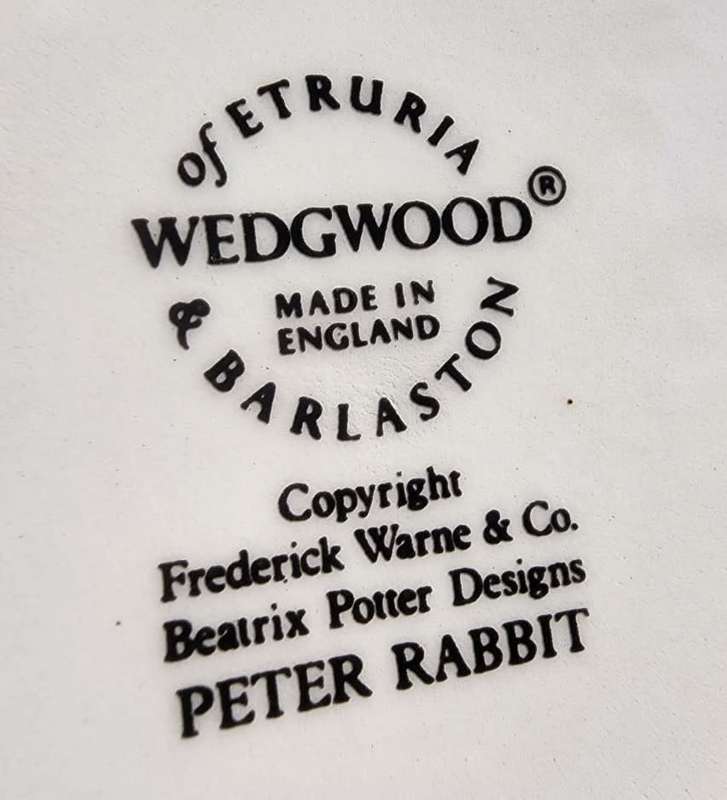 of ETRURIA
WEDGWOOD®
MADE IN
ENGLAND
& BARLASTON
Copyright
Frederick Warne & Co.
Beatrix Potter Designs
PETER RABBIT